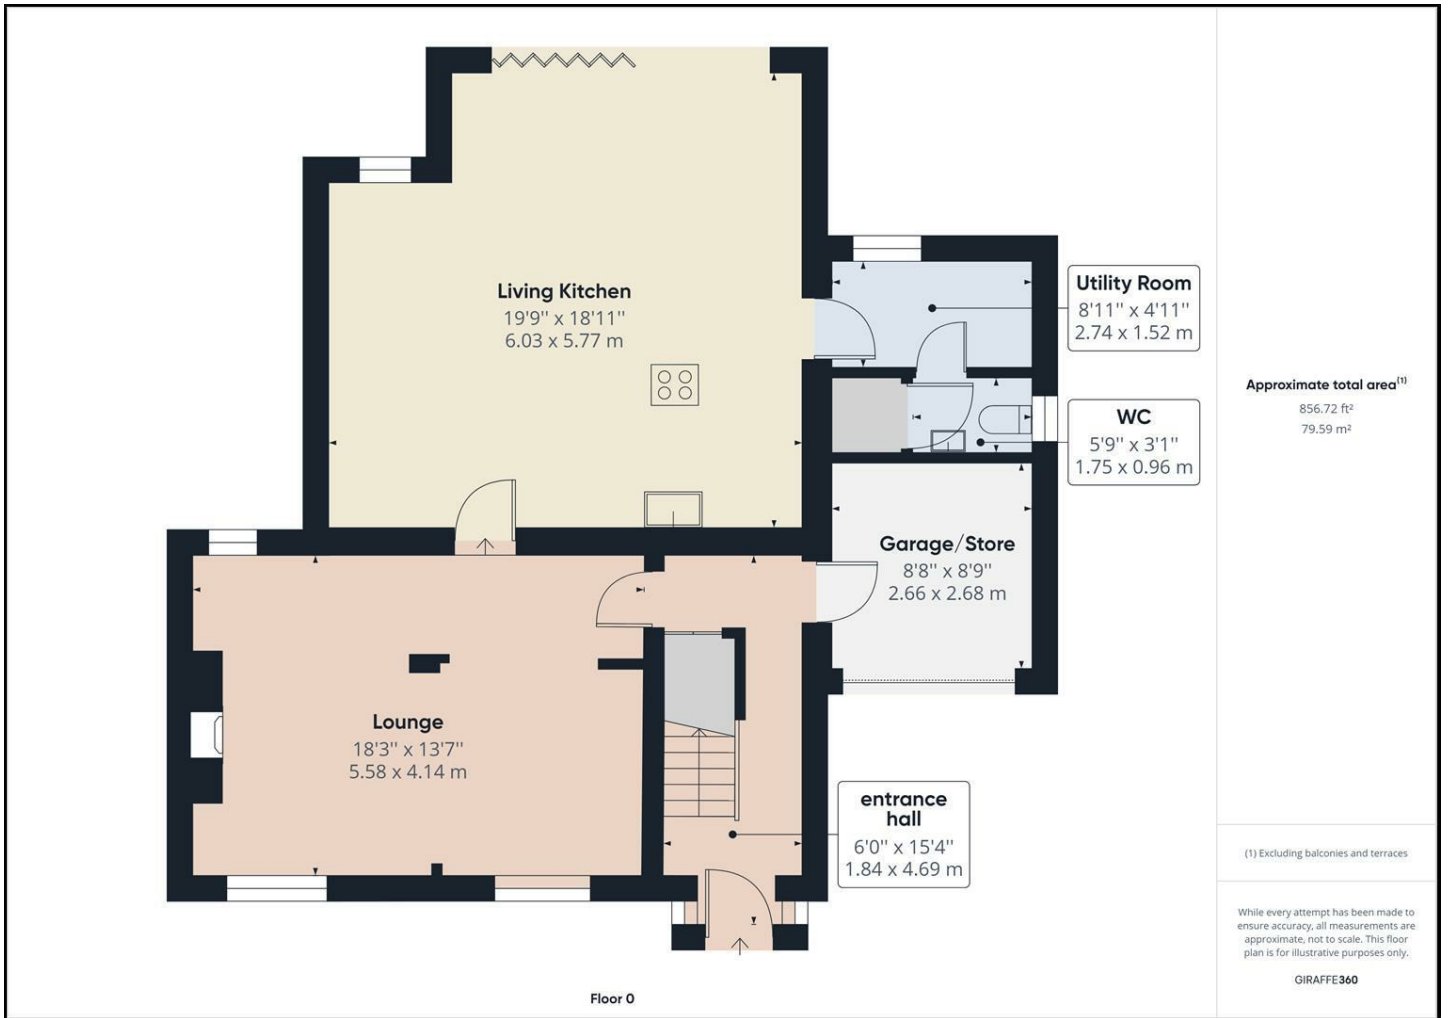 Living Kitchen
19'9'' x 18'11''
6.03 x 5.77 m
Utility Room
8'11'' x 4'11''
2.74 x 1.52 m
WC
5'9'' x 3'1''
1.75 x 0.96 m
Garage/Store
8'8'' x 8'9''
2.66 x 2.68 m
Lounge
18'3'' x 13'7''
5.58 x 4.14 m
entrance
hall
6'0'' x 15'4''
1.84 x 4.69 m
Floor 0
Approximate total area(1)
856.72 ft²
79.59 m²
(1) Excluding balconies and terraces
While every attempt has been made to
ensure accuracy, all measurements are
approximate, not to scale. This floor
plan is for illustrative purposes only.
GIRAFFE360